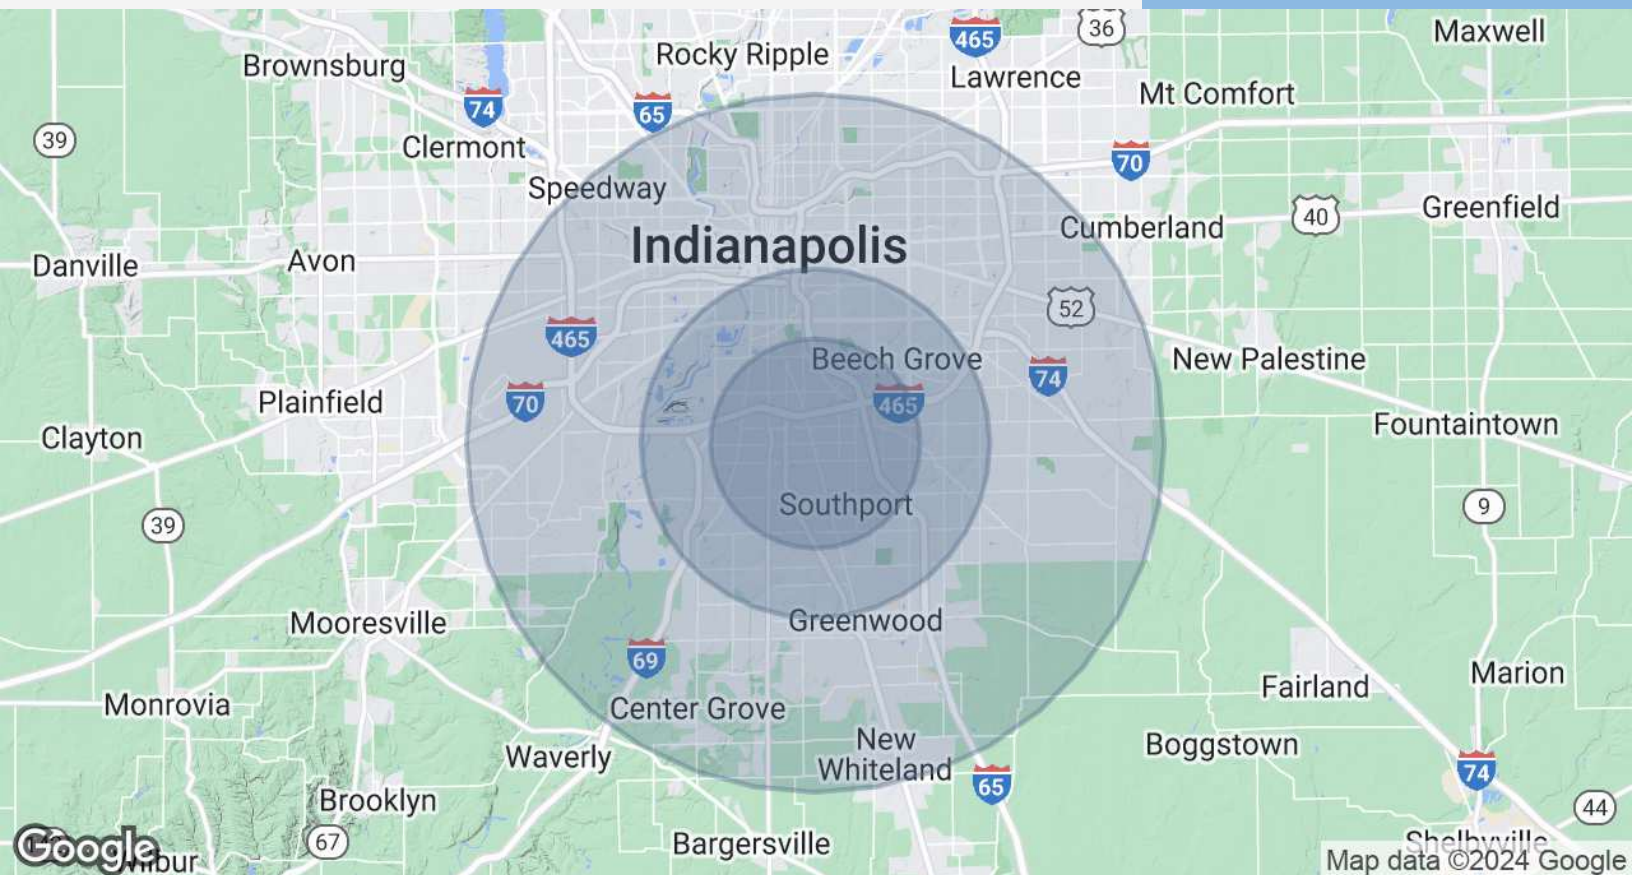 36
Maxwell
465
Rocky Ripple
Brownsburg
Lawrence
Mt Comfort
74
65
39
Clermont
70
Speedway
Greenfield
40
Cumberland
Indianapolis
Avon
Danville
52
465
Beech Grove
New Palestine
74
Plainfield
70
465
Fountaintown
Clayton
Southport
9
39
Greenwood
Mooresville
69
Marion
Fairland
Monrovia
Center Grove
New
Whiteland
Boggstown
Waverly
74
65
Brooklyn
44
67
Bargersville
Shelbyville
Google
Wilbur
Map data ©2024 Google